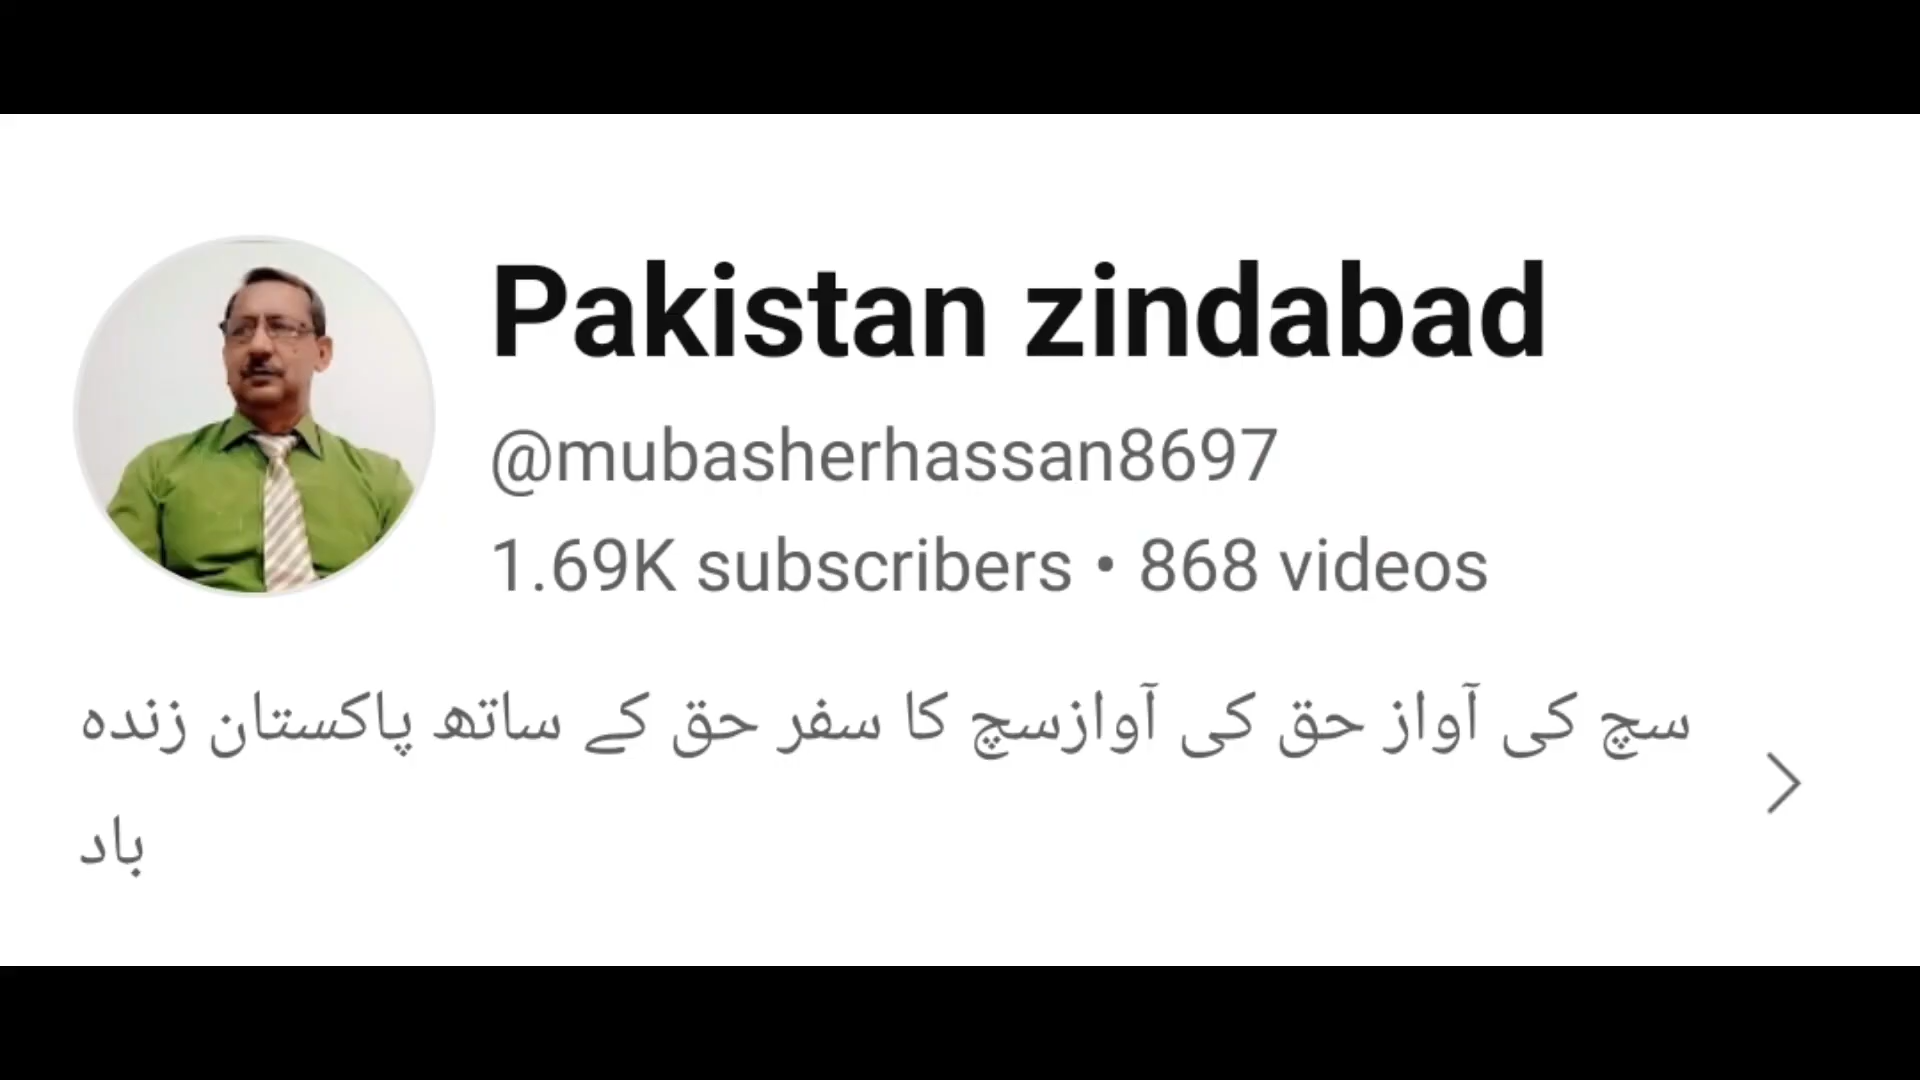 Pakistan zindabad
@mubasherhassan8697
1.69K subscribers • 868 videos
سچ کی آواز حق کی آوازسچ کا سفر حق کے ساتھ پاکستان زندہ
باد